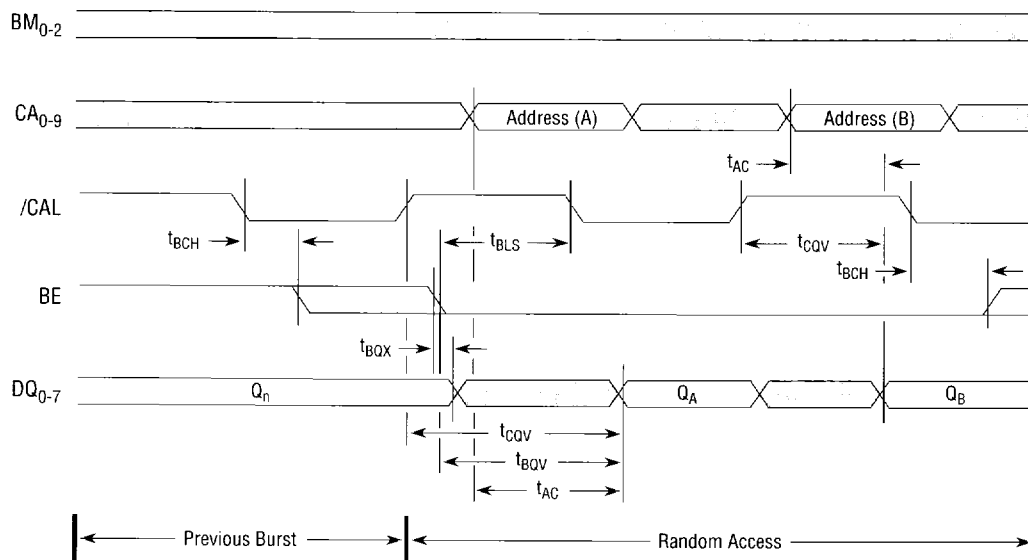 BM0-2
CA0-9 Address (A) Address (B)
tAC
/CAL
tBCH tBLS tCQV
tBCH
BE
tBQX
DQ0-7 Qn QA QB
tCQV
tBQV
tAC
Previous Burst Random Access